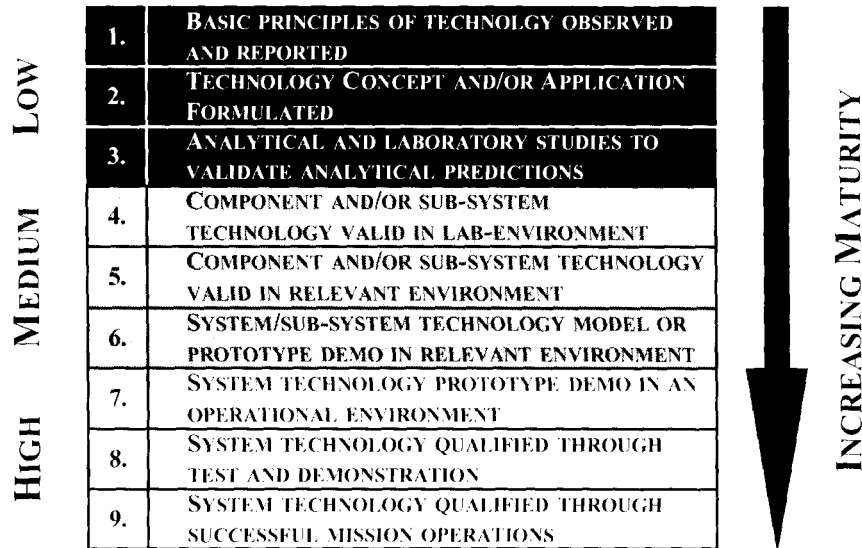 LOW
MEDIUM
HIGH
1. BASIC PRINCIPLES OF TECHNOLGY OBSERVED
AND REPORTED
2. TECHNOLOGY CONCEPT AND/OR APPLICATION
FORMULATED
3. ANALYTICAL AND LABORATORY STUDIES TO
VALIDATE ANALYTICAL PREDICTIONS
4. COMPONENT AND/OR SUB-SYSTEM
TECHNOLOGY VALID IN LAB-ENVIRONMENT
5. COMPONENT AND/OR SUB-SYSTEM TECHNOLOGY
VALID IN RELEVANT ENVIRONMENT
6. SYSTEM/SUB-SYSTEM TECHNOLOGY MODEL OR
PROTOTYPE DEMO IN RELEVANT ENVIRONMENT
7. SYSTEM TECHNOLOGY PROTOTYPE DEMO IN AN
OPERATIONAL ENVIRONMENT
8. SYSTEM TECHNOLOGY QUALIFIED THROUGH
TEST AND DEMONSTRATION
9. SYSTEM TECHNOLOGY QUALIFIED THROUGH
SUCCESSFUL MISSION OPERATIONS
INCREASING MATURITY